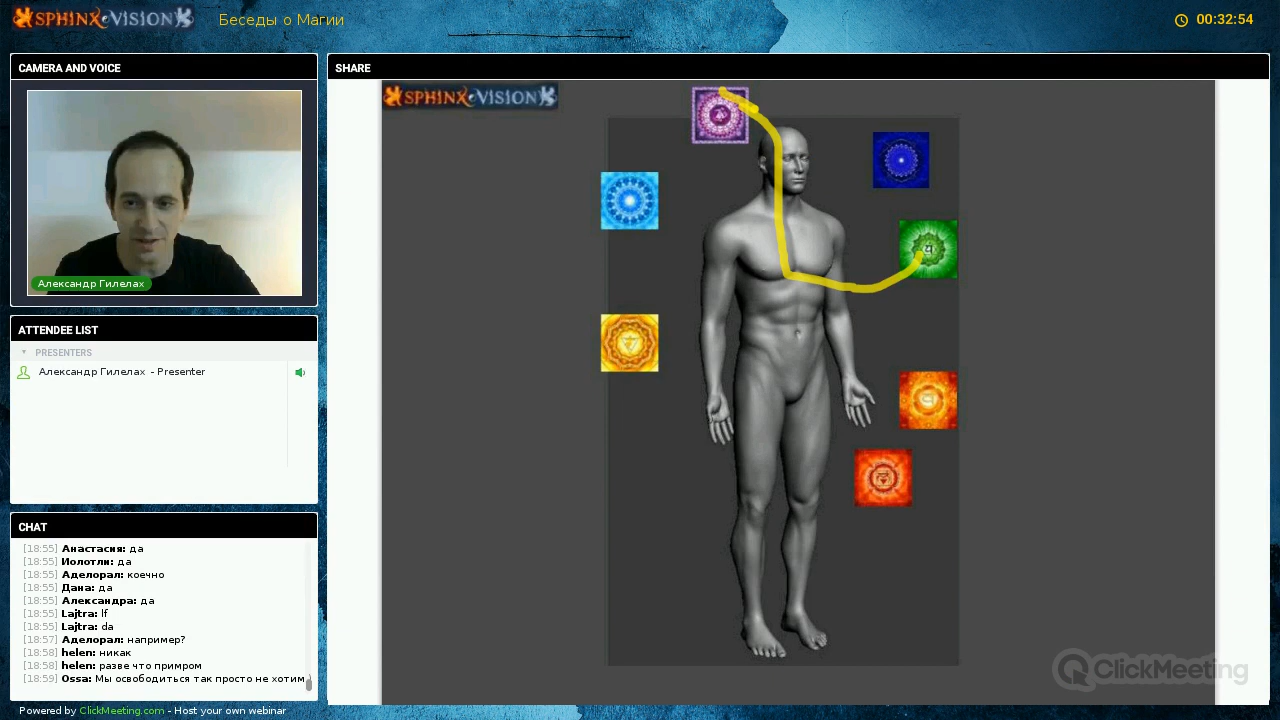 SPHINX VISION
Беседы о Магии
00:32:54
CAMERA AND VOICE
Александр Гилелах
ATTENDEE LIST
PRESENTERS
Александр Гилелах - Presenter
CHAT
[18:55] Анастасия: да
[18:55] Иолотли: да
[18:55] Аделорал: коечно
[18:55] Дана: да
[18:55] Александра: да
[18:55] Lajtra: lf
[18:55] Lajtra: da
[18:57] Аделорал: например?
[18:58] helen: никак
[18:58] helen: разве что примром
[18:59] Ossa: Мы освободиться так просто не хотим )
Powered by ClickMeeting.com - Host your own webinar
SHARE
SPHINX VISION
ClickMeeting